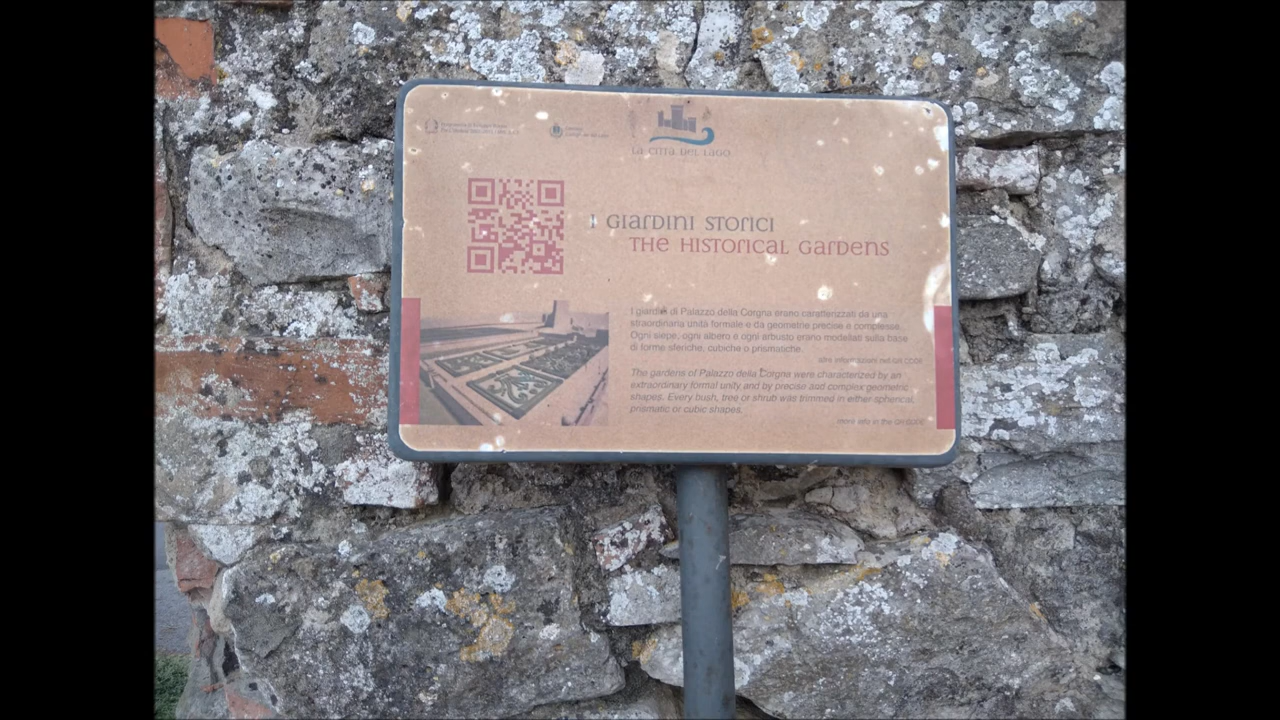 LA CITTÀ DEL LAGO
I GIARDINI STORICI
THE HISTORICAL GARDENS
I giardini di Palazzo della Corgna erano caratterizzati da una
straordinaria unità formale e da geometrie precise e complesse.
Ogni siepe, ogni albero e ogni arbusto erano modellati sulla base
di forme sferiche, cubiche o prismatiche.
altre informazioni nel QR CODE
The gardens of Palazzo della Corgna were characterized by an
extraordinary formal unity and by precise and complex geometric
shapes. Every bush, tree or shrub was trimmed in either spherical,
prismatic or cubic shapes.
more info in the QR CODE